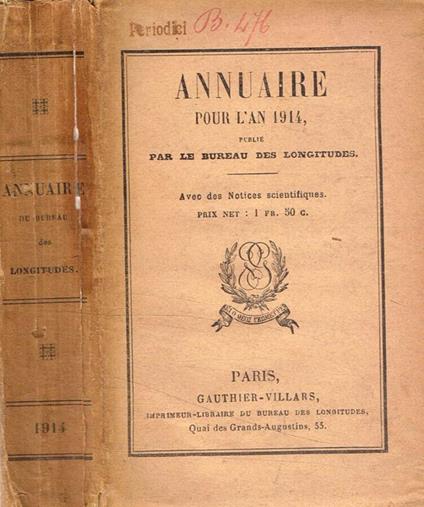 Periodici B. 476
ANNUAIRE
POUR L'AN 1914,
PUBLIÉ
PAR LE BUREAU DES LONGITUDES.
Avec des Notices scientifiques.
PRIX NET : 1 FR. 50 C.
PARIS,
GAUTHIER-VILLARS,
IMPRIMEUR-LIBRAIRE DU BUREAU DES LONGITUDES,
Quai des Grands-Augustins, 55.
ANNUAIRE
DU BUREAU
des
LONGITUDES.
1914